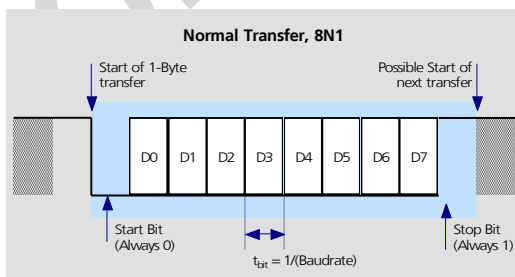 Normal Transfer, 8N1
Start of 1-Byte
transfer
Possible Start of
next transfer
D0 D1 D2 D3 D4 D5 D6 D7
Start Bit
(Always 0)
Stop Bit
(Always 1)
tbit = 1/(Baudrate)